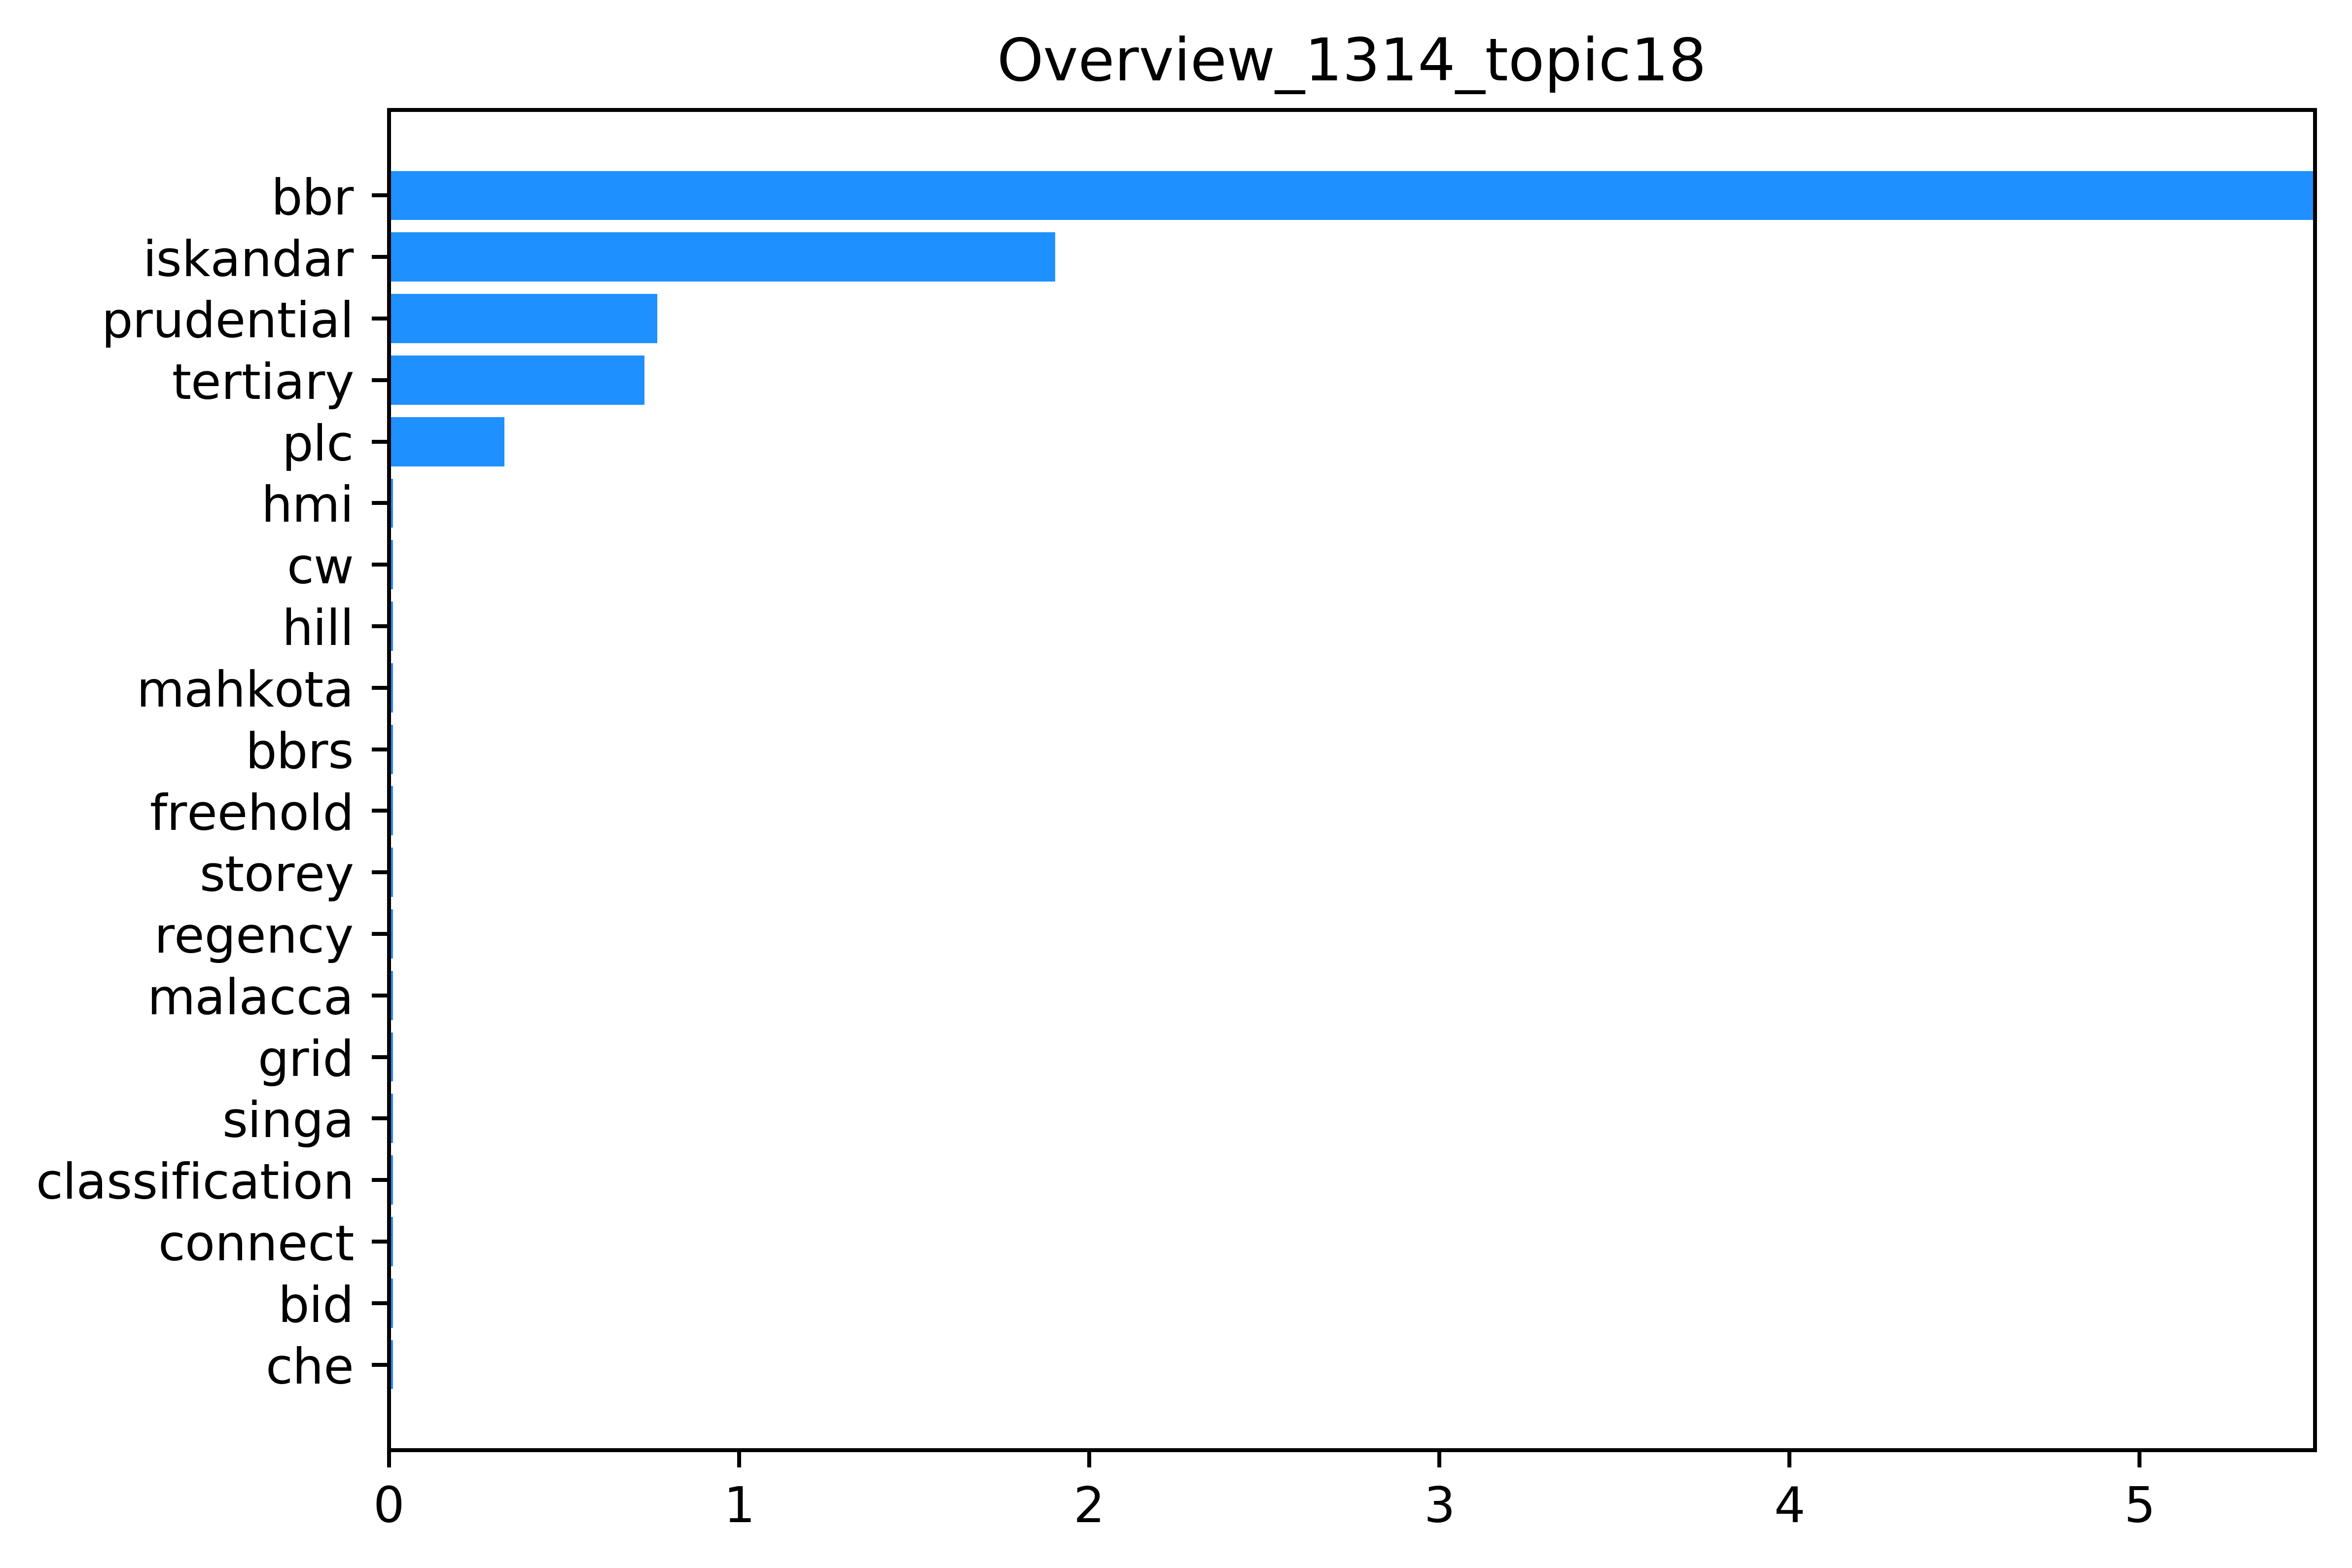 Overview_1314_topic18
bbr
iskandar
prudential
tertiary
plc
hmi
cw
hill
mahkota
bbrs
freehold
storey
regency
malacca
grid
singa
classification
connect
bid
che
0 1 2 3 4 5